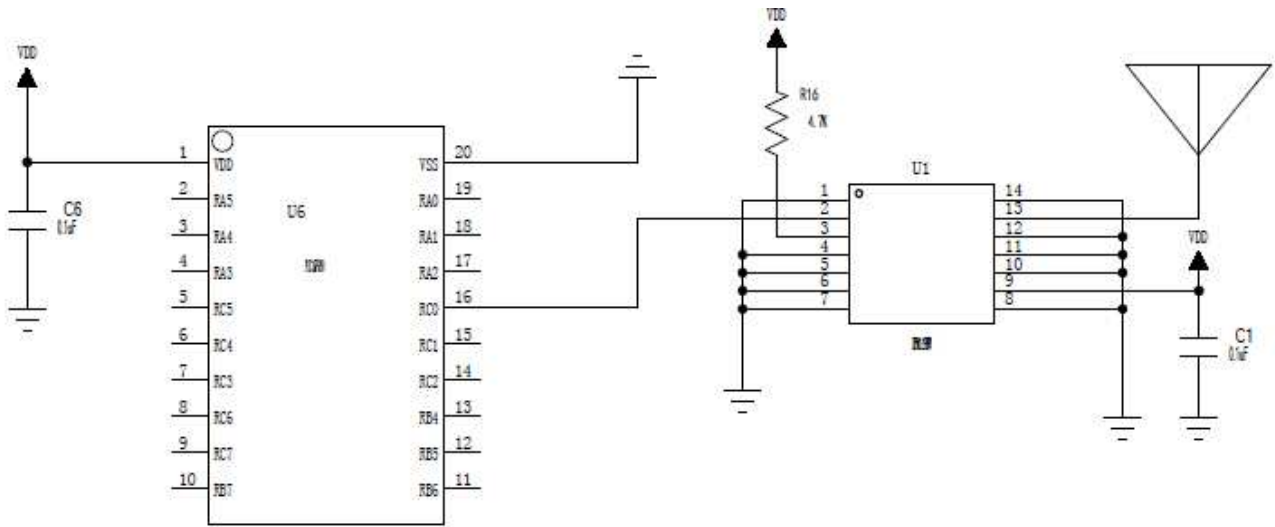 VDD
VDD
R16
4.7K
1 VDD
VSS 20
2 RA5
RA0 19
U6
3 RA4
RA1 18
4 RA3
RA2 17
5 RC5
RC0 16
6 RC4
RC1 15
7 RC3
RC2 14
8 RC6
RB4 13
9 RC7
RB5 12
10 RB7
RB6 11
C6
0.1uF
U1
1 14
2 13
3 12
4 11
5 10
6 9
7 8
VDD
C1
0.1uF